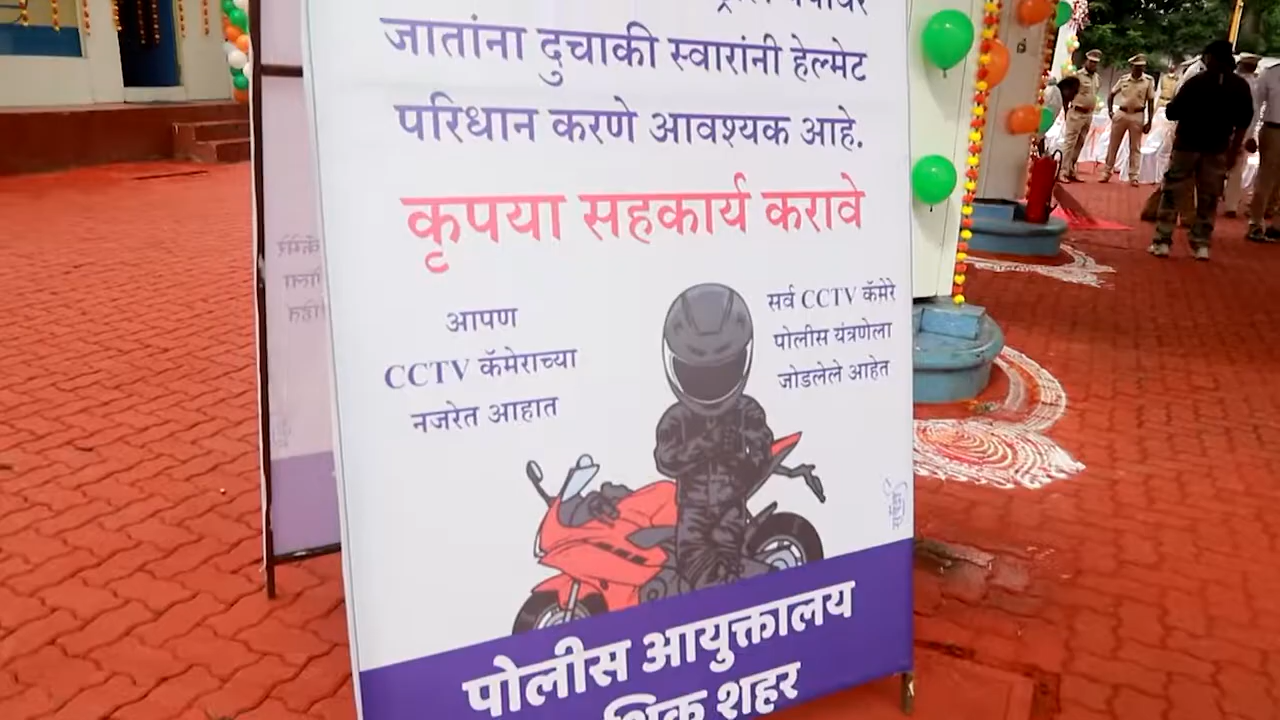 जातांना दुचाकी स्वारांनी हेल्मेट
परिधान करणे आवश्यक आहे.
कृपया सहकार्य करावे
आपण
CCTV कॅमेराच्या
नजरेत आहात
सर्व CCTV कॅमेरे
पोलीस यंत्रणेला
जोडलेले आहेत
पोलीस आयुक्तालय
शहर